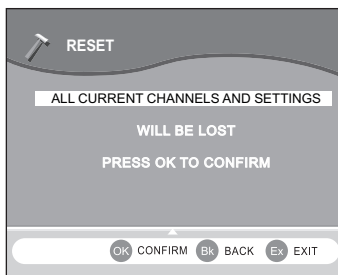 RESET
ALL CURRENT CHANNELS AND SETTINGS
WILL BE LOST
PRESS OK TO CONFIRM
OK CONFIRM Bk BACK Ex EXIT